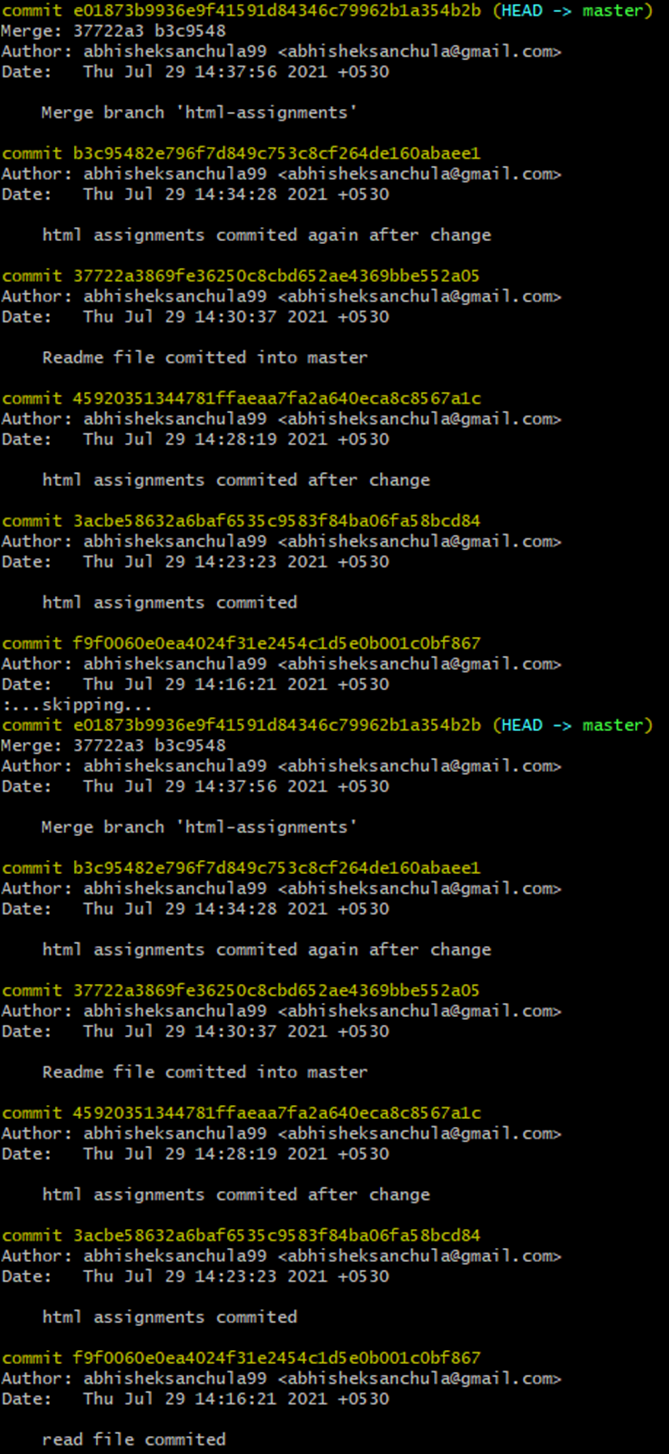 commit e01873b9936e9f41591d84346c79962b1a354b2b (HEAD -> master)
Merge: 37722a3 b3c9548
Author: abhisheksanchula99 <abhisheksanchula@gmail.com>
Date:   Thu Jul 29 14:37:56 2021 +0530
Merge branch 'html-assignments'
commit b3c95482e796f7d849c753c8cf264de160abaee1
Author: abhisheksanchula99 <abhisheksanchula@gmail.com>
Date:   Thu Jul 29 14:34:28 2021 +0530
html assignments commited again after change
commit 37722a3869fe36250c8cbd652ae4369bbe552a05
Author: abhisheksanchula99 <abhisheksanchula@gmail.com>
Date:   Thu Jul 29 14:30:37 2021 +0530
Readme file comitted into master
commit 45920351344781ffaeaa7fa2a640eca8c8567a1c
Author: abhisheksanchula99 <abhisheksanchula@gmail.com>
Date:   Thu Jul 29 14:28:19 2021 +0530
html assignments commited after change
commit 3acbe58632a6baf6535c9583f84ba06fa58bcd84
Author: abhisheksanchula99 <abhisheksanchula@gmail.com>
Date:   Thu Jul 29 14:23:23 2021 +0530
html assignments commited
commit f9f0060e0ea4024f31e2454c1d5e0b001c0bf867
Author: abhisheksanchula99 <abhisheksanchula@gmail.com>
Date:   Thu Jul 29 14:16:21 2021 +0530
:...skipping...
commit e01873b9936e9f41591d84346c79962b1a354b2b (HEAD -> master)
Merge: 37722a3 b3c9548
Author: abhisheksanchula99 <abhisheksanchula@gmail.com>
Date:   Thu Jul 29 14:37:56 2021 +0530
Merge branch 'html-assignments'
commit b3c95482e796f7d849c753c8cf264de160abaee1
Author: abhisheksanchula99 <abhisheksanchula@gmail.com>
Date:   Thu Jul 29 14:34:28 2021 +0530
html assignments commited again after change
commit 37722a3869fe36250c8cbd652ae4369bbe552a05
Author: abhisheksanchula99 <abhisheksanchula@gmail.com>
Date:   Thu Jul 29 14:30:37 2021 +0530
Readme file comitted into master
commit 45920351344781ffaeaa7fa2a640eca8c8567a1c
Author: abhisheksanchula99 <abhisheksanchula@gmail.com>
Date:   Thu Jul 29 14:28:19 2021 +0530
html assignments commited after change
commit 3acbe58632a6baf6535c9583f84ba06fa58bcd84
Author: abhisheksanchula99 <abhisheksanchula@gmail.com>
Date:   Thu Jul 29 14:23:23 2021 +0530
html assignments commited
commit f9f0060e0ea4024f31e2454c1d5e0b001c0bf867
Author: abhisheksanchula99 <abhisheksanchula@gmail.com>
Date:   Thu Jul 29 14:16:21 2021 +0530
read file commited